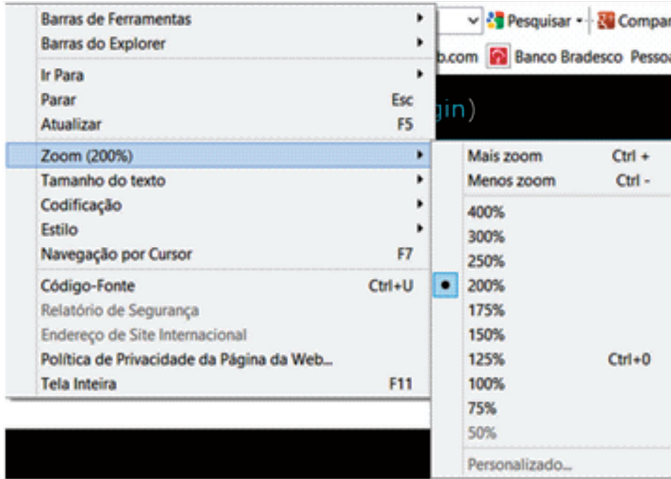 Barras de Ferramentas
Barras do Explorer
Ir Para
Parar Esc
Atualizar F5
Zoom (200%)
Tamanho do texto
Codificação
Estilo
Navegação por Cursor F7
Código-Fonte Ctrl+U
Relatório de Segurança
Endereço de Site Internacional
Política de Privacidade da Página da Web...
Tela Inteira F11
Pesquisar Compar
b.com Banco Bradesco Pesso
gin)
Mais zoom Ctrl +
Menos zoom Ctrl -
400%
300%
250%
200%
175%
150%
125% Ctrl+0
100%
75%
50%
Personalizado...